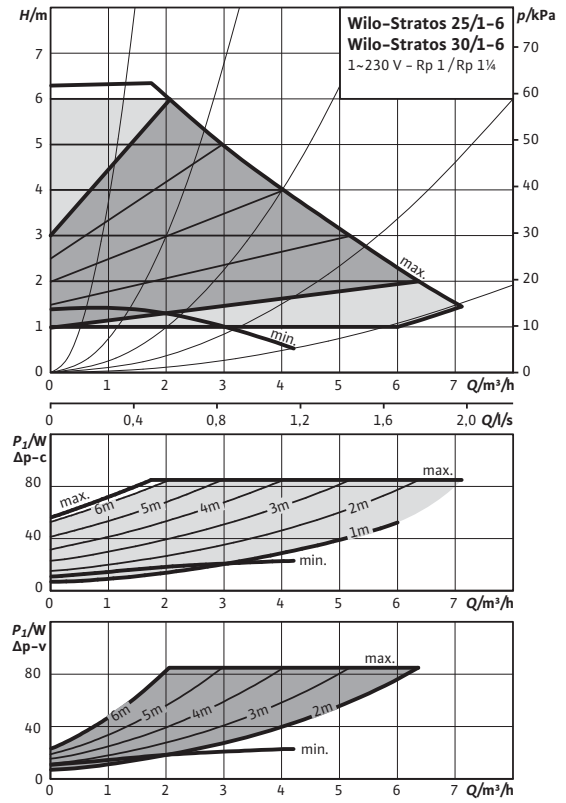 H/m
p/kPa
Wilo-Stratos 25/1-6
Wilo-Stratos 30/1-6
1~230 V – Rp 1 / Rp 1¼
7
6
5
4
3
2
1
0
70
60
50
40
30
20
10
0
max.
min.
0 1 2 3 4 5 6 7 Q/m³/h
0 0,4 0,8 1,2 1,6 2,0 Q/l/s
P₁/W
Δp-c
80
40
0
max.
6m 5m 4m 3m 2m
1m
max.
min.
0 1 2 3 4 5 6 7 Q/m³/h
P₁/W
Δp-v
80
40
0
max.
6m 5m 4m 3m 2m
min.
0 1 2 3 4 5 6 7 Q/m³/h